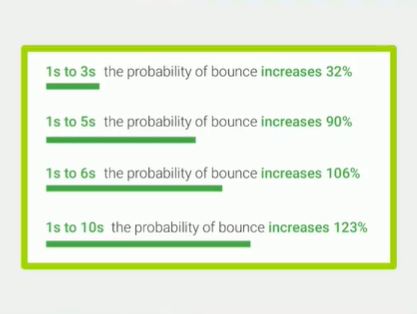 1s to 3s the probability of bounce increases 32%
1s to 5s the probability of bounce increases 90%
1s to 6s the probability of bounce increases 106%
1s to 10s the probability of bounce increases 123%